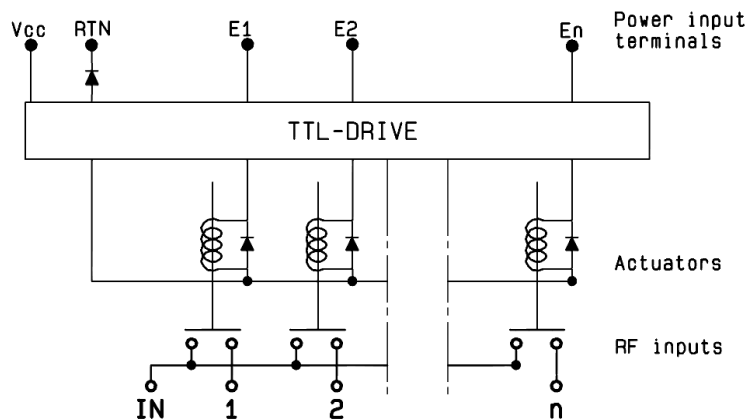 Vcc RTN E1 E2 En Power input
terminals
TTL-DRIVE
Actuators
RF inputs
IN 1 2 n